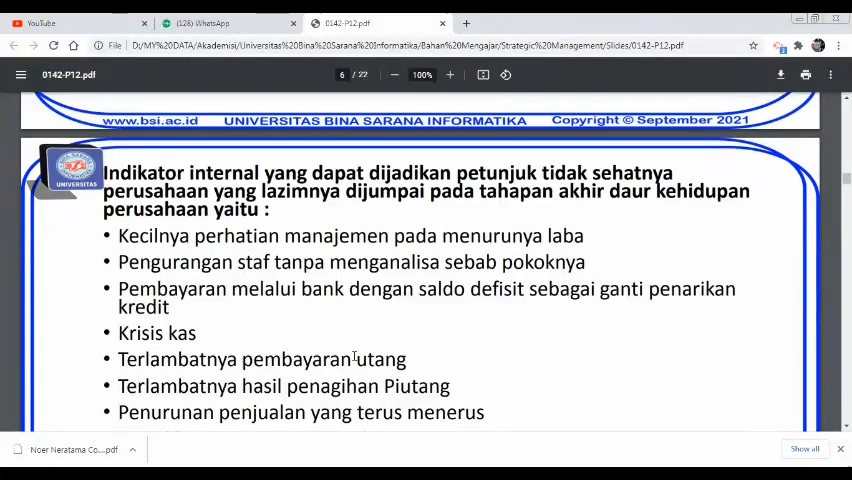 YouTube
(128) WhatsApp
0142-P12.pdf
File
D:/MY%20DATA/Akademisi/Universitas%20Bina%20Sarana%20Informatika/Bahan%20Mengajar/Strategic%20Management/Slides/0142-P12.pdf
0142-P12.pdf
6 / 22
100%
www.bsi.ac.id UNIVERSITAS BINA SARANA INFORMATIKA Copyright © September 2021
UNIVERSITAS
Indikator internal yang dapat dijadikan petunjuk tidak sehatnya
perusahaan yang lazimnya dijumpai pada tahapan akhir daur kehidupan
perusahaan yaitu :
• Kecilnya perhatian manajemen pada menurunya laba
• Pengurangan staf tanpa menganalisa sebab pokoknya
• Pembayaran melalui bank dengan saldo defisit sebagai ganti penarikan
kredit
• Krisis kas
• Terlambatnya pembayaran utang
• Terlambatnya hasil penagihan Piutang
• Penurunan penjualan yang terus menerus
Noer Neratama Co....pdf
Show all